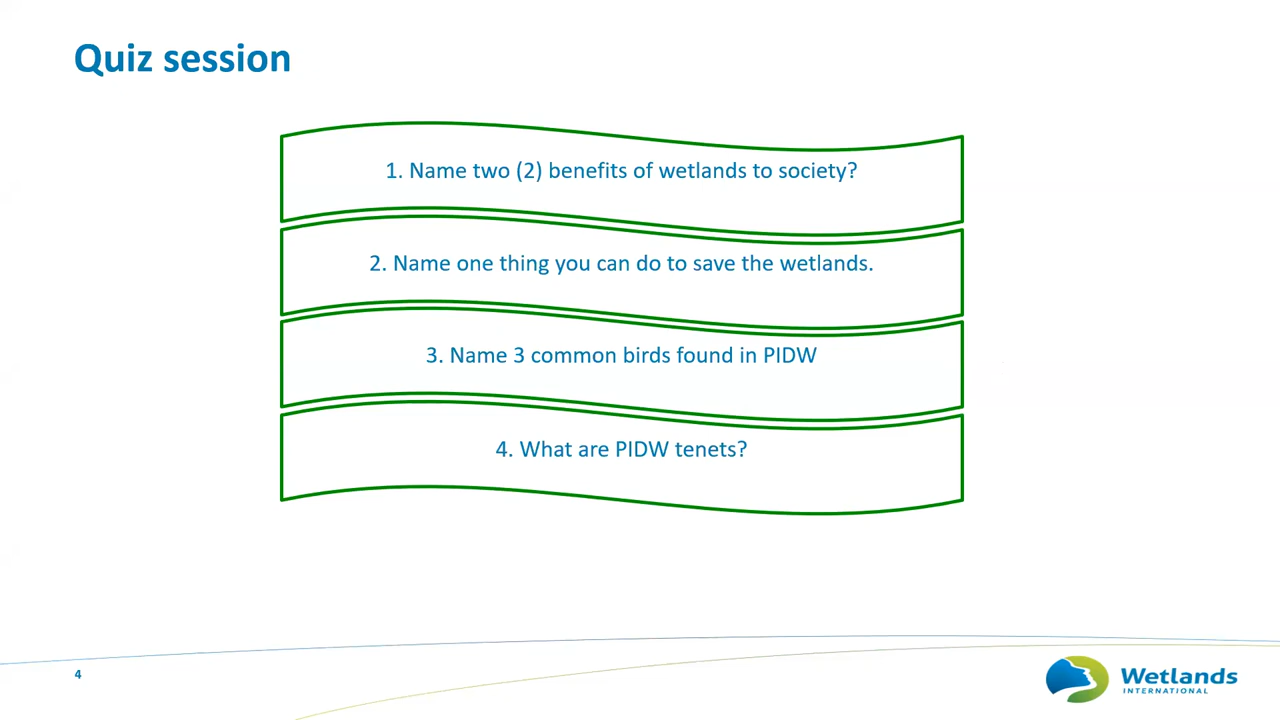 Quiz session
1. Name two (2) benefits of wetlands to society?
2. Name one thing you can do to save the wetlands.
3. Name 3 common birds found in PIDW
4. What are PIDW tenets?
4
Wetlands
INTERNATIONAL